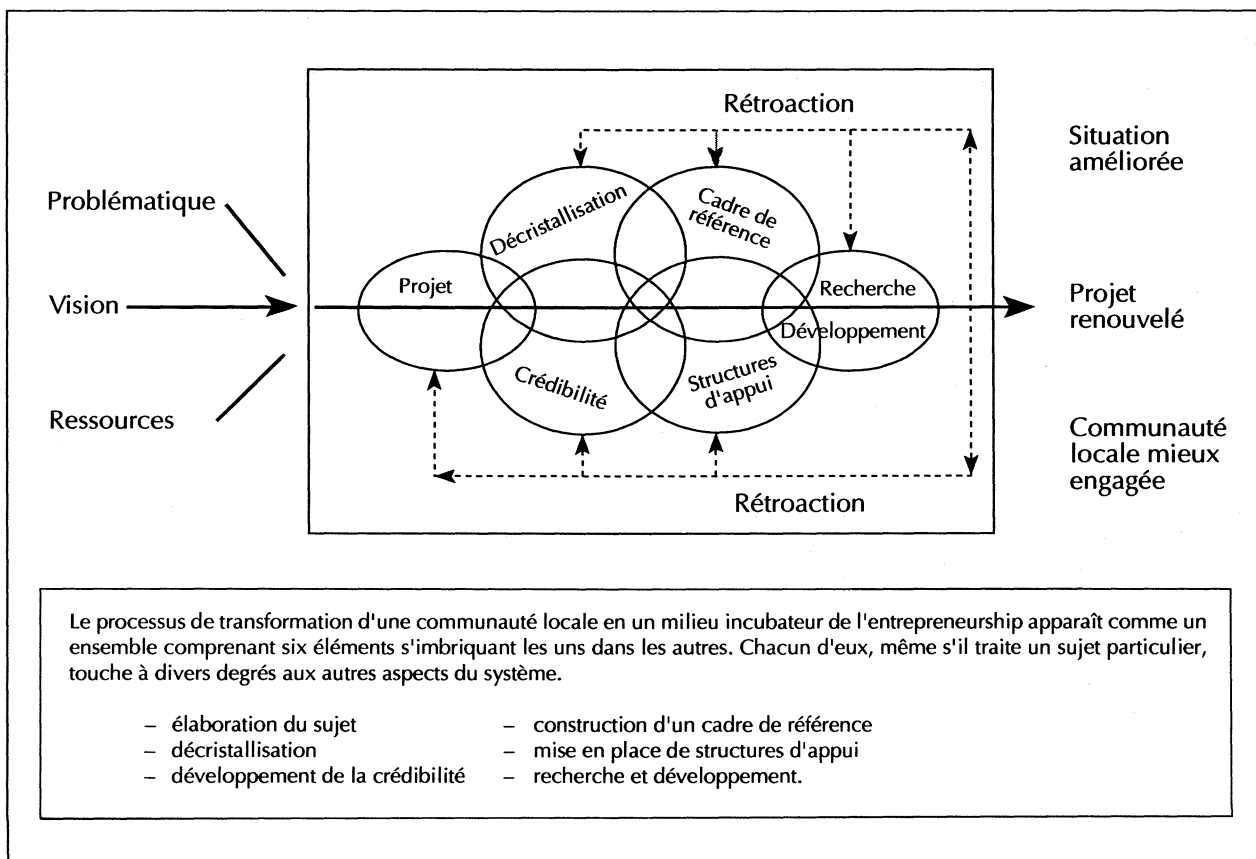 Rétroaction
Situation
améliorée
Problématique
Décristallisation
Cadre de
référence
Projet
Recherche
Vision
Projet
renouvelé
Développement
Crédibilité
Structures
d'appui
Ressources
Communauté
locale mieux
engagée
Rétroaction
Le processus de transformation d'une communauté locale en un milieu incubateur de l'entrepreneurship apparaît comme un
ensemble comprenant six éléments s'imbriquant les uns dans les autres. Chacun d'eux, même s'il traite un sujet particulier,
touche à divers degrés aux autres aspects du système.
– élaboration du sujet
– décristallisation
– développement de la crédibilité
– construction d'un cadre de référence
– mise en place de structures d'appui
– recherche et développement.